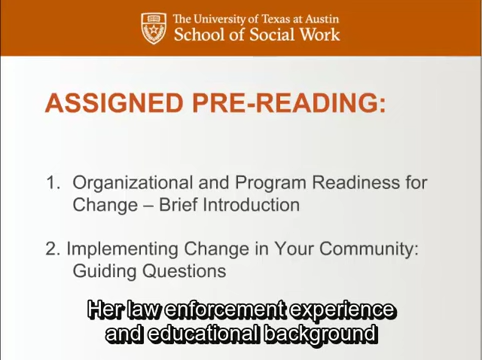 The University of Texas at Austin
School of Social Work
ASSIGNED PRE-READING:
1. Organizational and Program Readiness for
Change – Brief Introduction
2. Implementing Change in Your Community:
Guiding Questions
Her law enforcement experience
and educational background